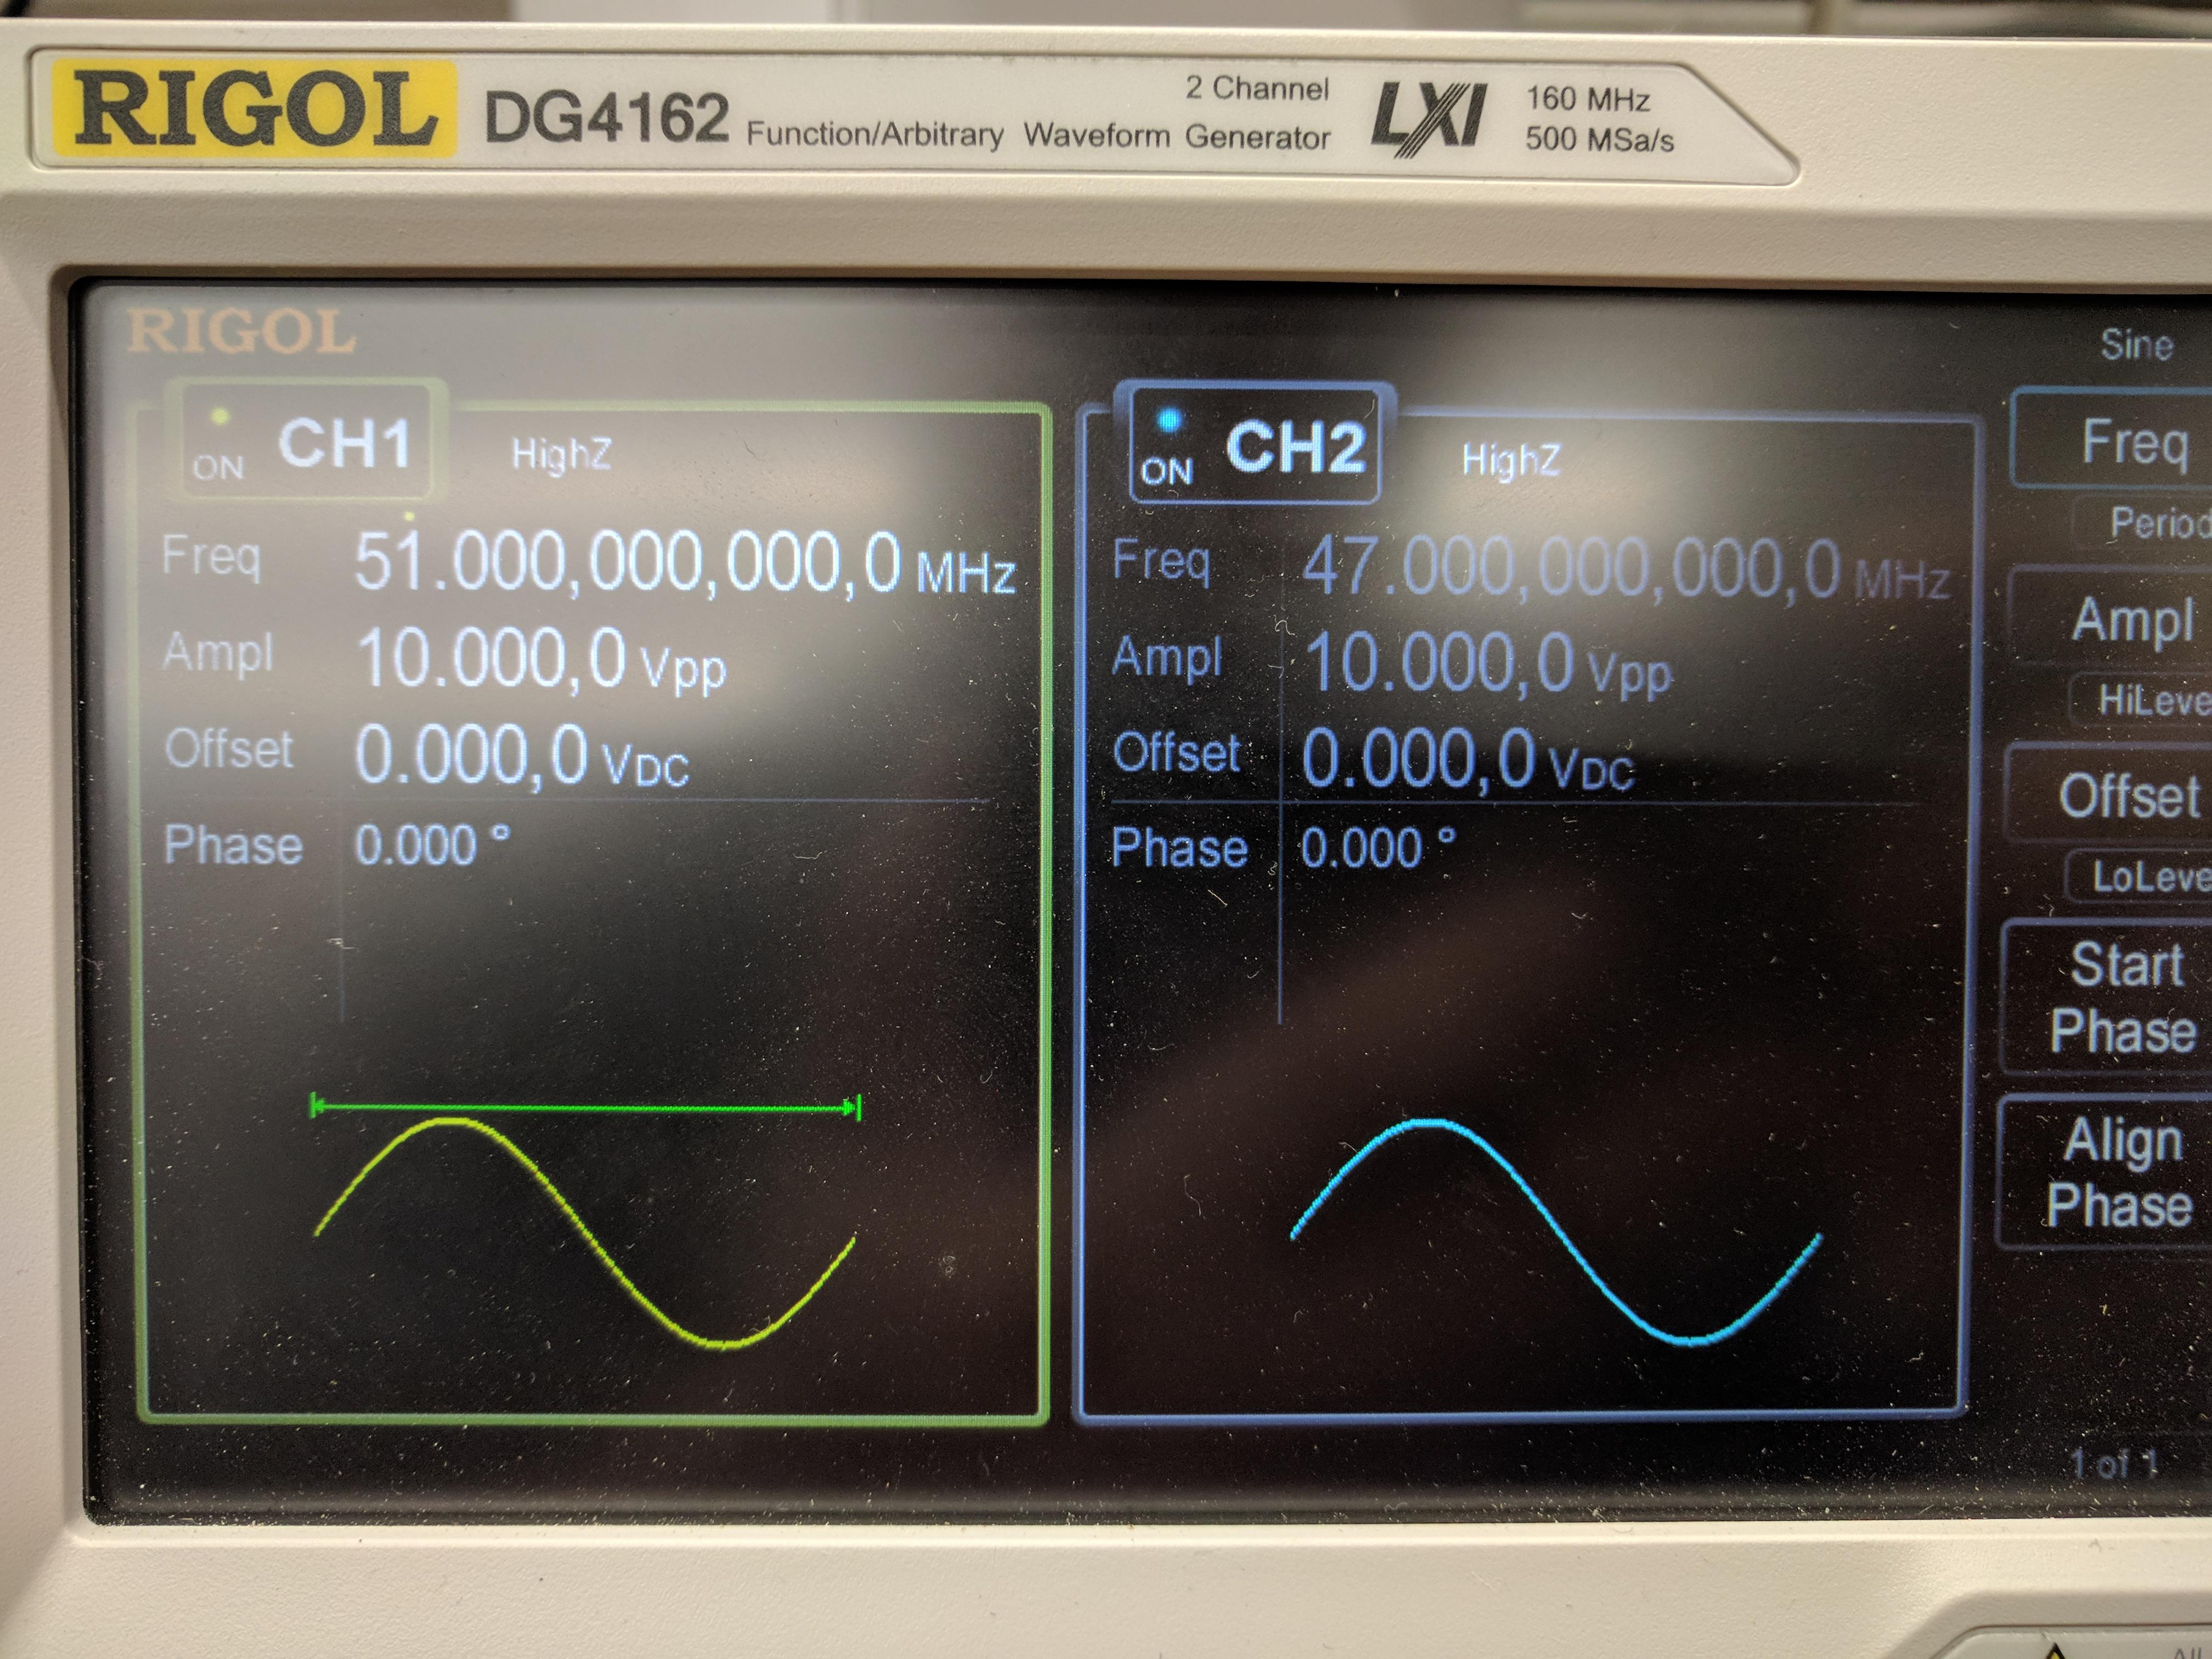 RIGOL DG4162 Function/Arbitrary Waveform Generator
2 Channel
LXI
160 MHz
500 MSa/s
RIGOL
Sine
ON CH1 HighZ
Freq 51.000,000,000,0 MHz
Ampl 10.000,0 Vpp
Offset 0.000,0 VDC
Phase 0.000 °
ON CH2 HighZ
Freq 47.000,000,000,0 MHz
Ampl 10.000,0 Vpp
Offset 0.000,0 VDC
Phase 0.000 °
Freq
Period
Ampl
HiLeve
Offset
LoLeve
Start
Phase
Align
Phase
1 of 1